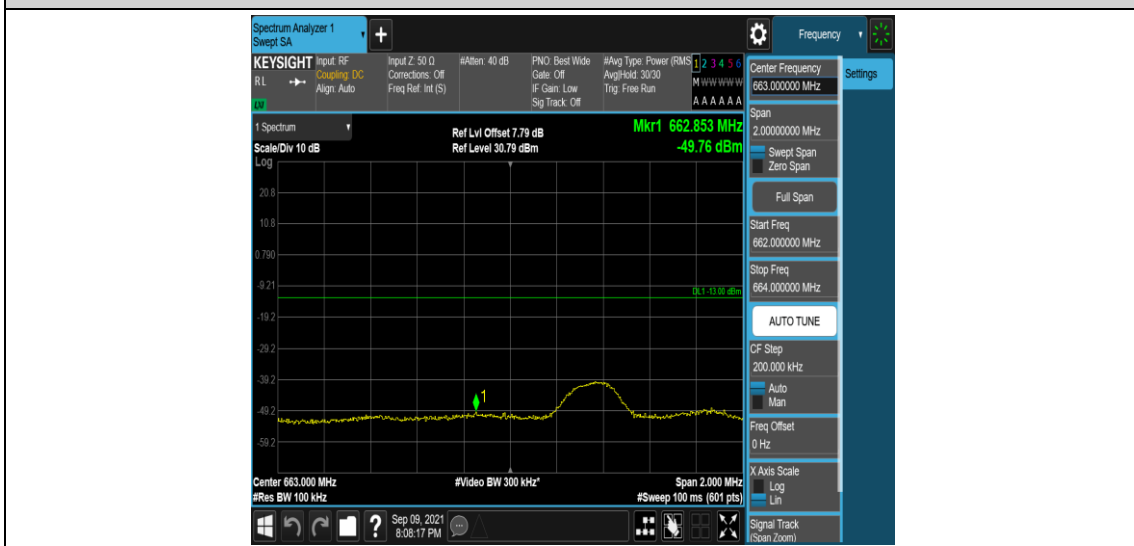 Spectrum Analyzer 1
Swept SA
+
Frequency
KEYSIGHT
RL
LXI
Input: RF
Coupling: DC
Align: Auto
Input Z: 50 Ω
Corrections: Off
Freq Ref: Int (S)
#Atten: 40 dB
PNO: Best Wide
Gate: Off
IF Gain: Low
Sig Track: Off
#Avg Type: Power (RMS
Avg|Hold: 30/30
Trig: Free Run
1 2 3 4 5 6
M W W W W W
A A A A A A
1 Spectrum
Scale/Div 10 dB
Log
Ref Lvl Offset 7.79 dB
Ref Level 30.79 dBm
Mkr1 662.853 MHz
-49.76 dBm
20.8
10.8
0.790
-9.21
DL1 -13.00 dBm
-19.2
-29.2
-39.2
1
-49.2
-59.2
Center 663.000 MHz
#Video BW 300 kHz*
Span 2.000 MHz
#Res BW 100 kHz
#Sweep 100 ms (601 pts)
Center Frequency
663.000000 MHz
Settings
Span
2.00000000 MHz
Swept Span
Zero Span
Full Span
Start Freq
662.000000 MHz
Stop Freq
664.000000 MHz
AUTO TUNE
CF Step
200.000 kHz
Auto
Man
Freq Offset
0 Hz
X Axis Scale
Log
Lin
Signal Track
(Span Zoom)
?
Sep 09, 2021
8:08:17 PM